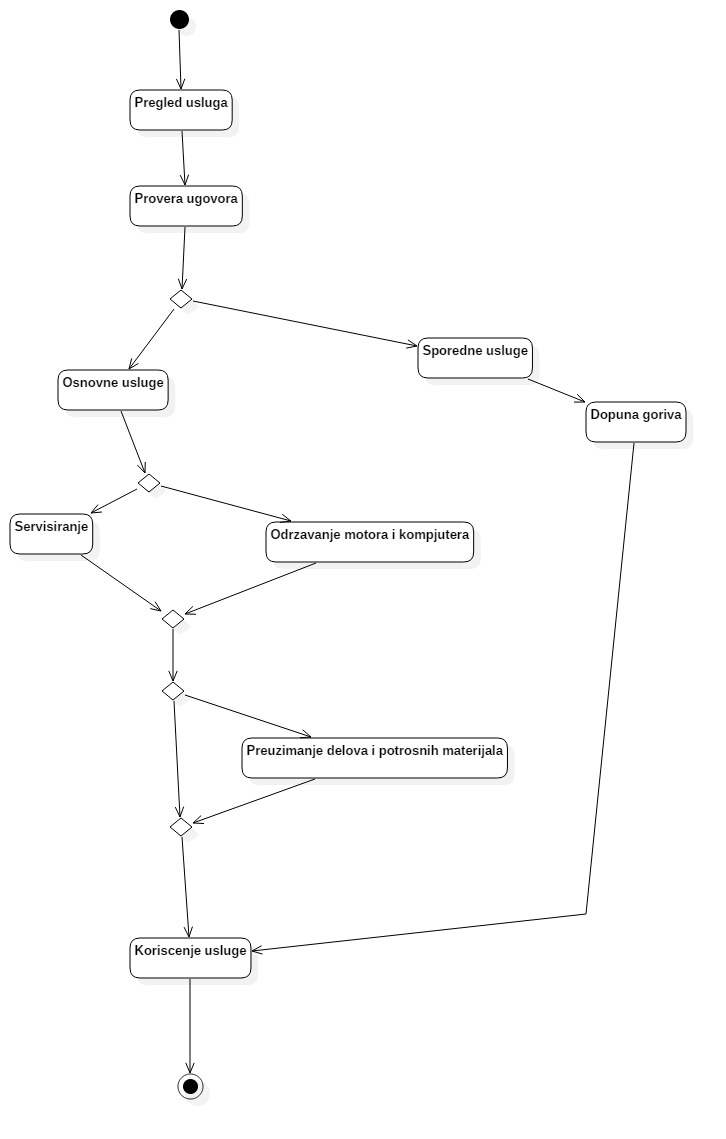 Pregled usluga
Provera ugovora
Sporedne usluge
Osnovne usluge
Dopuna goriva
Servisiranje
Odrzavanje motora i kompjutera
Preuzimanje delova i potrosnih materijala
Koriscenje usluge